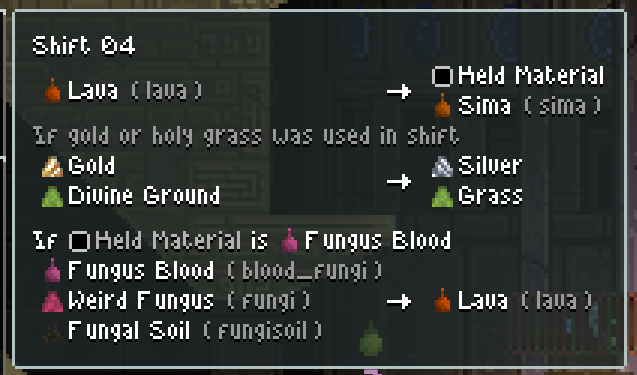 Shift 04
Lava (lava) → Held Material
Sima (sima)
If gold or holy grass was used in shift
Gold → Silver
Divine Ground Grass
If Held Material is Fungus Blood
Fungus Blood (blood_fungi)
Weird Fungus (fungi) → Lava (lava)
Fungal Soil (fungisoil)